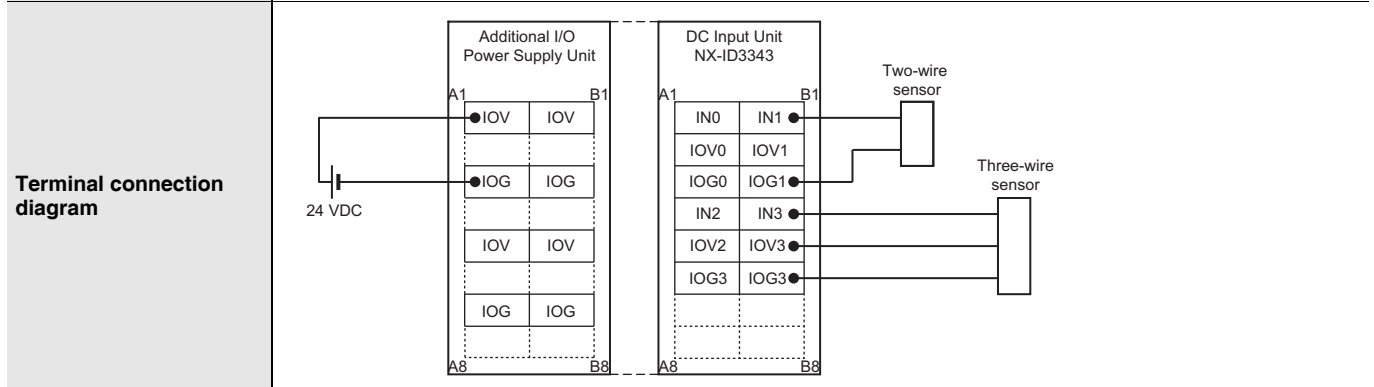 Terminal connection
diagram
Additional I/O
Power Supply Unit
A1 B1
IOV IOV
IOG IOG
IOV IOV
IOG IOG
A8 B8
24 VDC
DC Input Unit
NX-ID3343
A1 B1
IN0 IN1
IOV0 IOV1
IOG0 IOG1
IN2 IN3
IOV2 IOV3
IOG3 IOG3
A8 B8
Two-wire
sensor
Three-wire
sensor